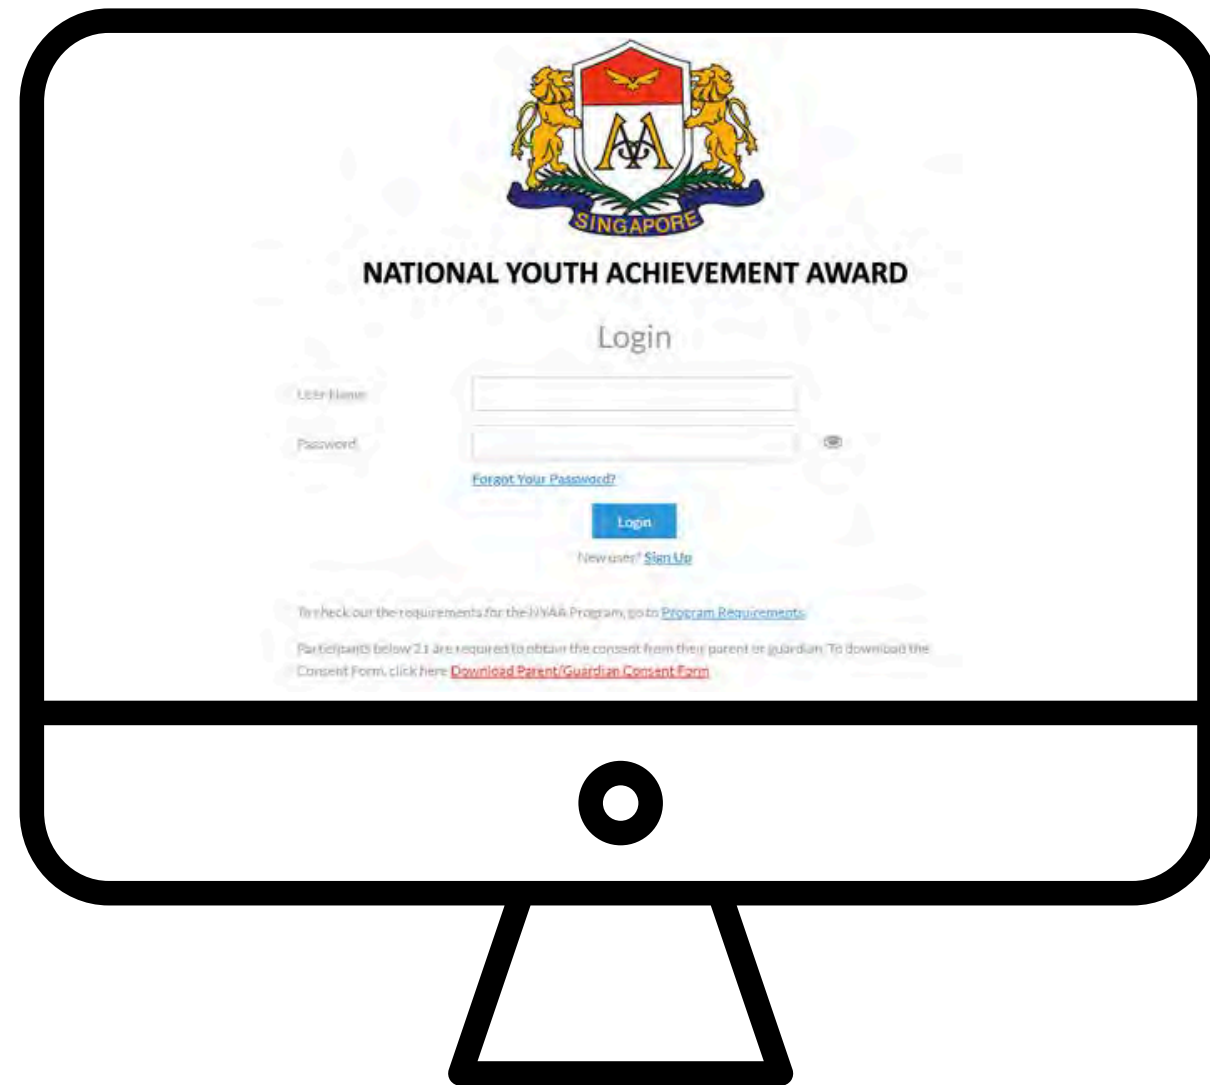 SINGAPORE
NATIONAL YOUTH ACHIEVEMENT AWARD
Login
User Name
Password
Forgot Your Password?
Login
New user? Sign Up
To check out the requirements for the NYAA Program, go to Program Requirements
Participants below 21 are required to obtain the consent from their parent or guardian. To download the
Consent Form, click here Download Parent/Guardian Consent Form